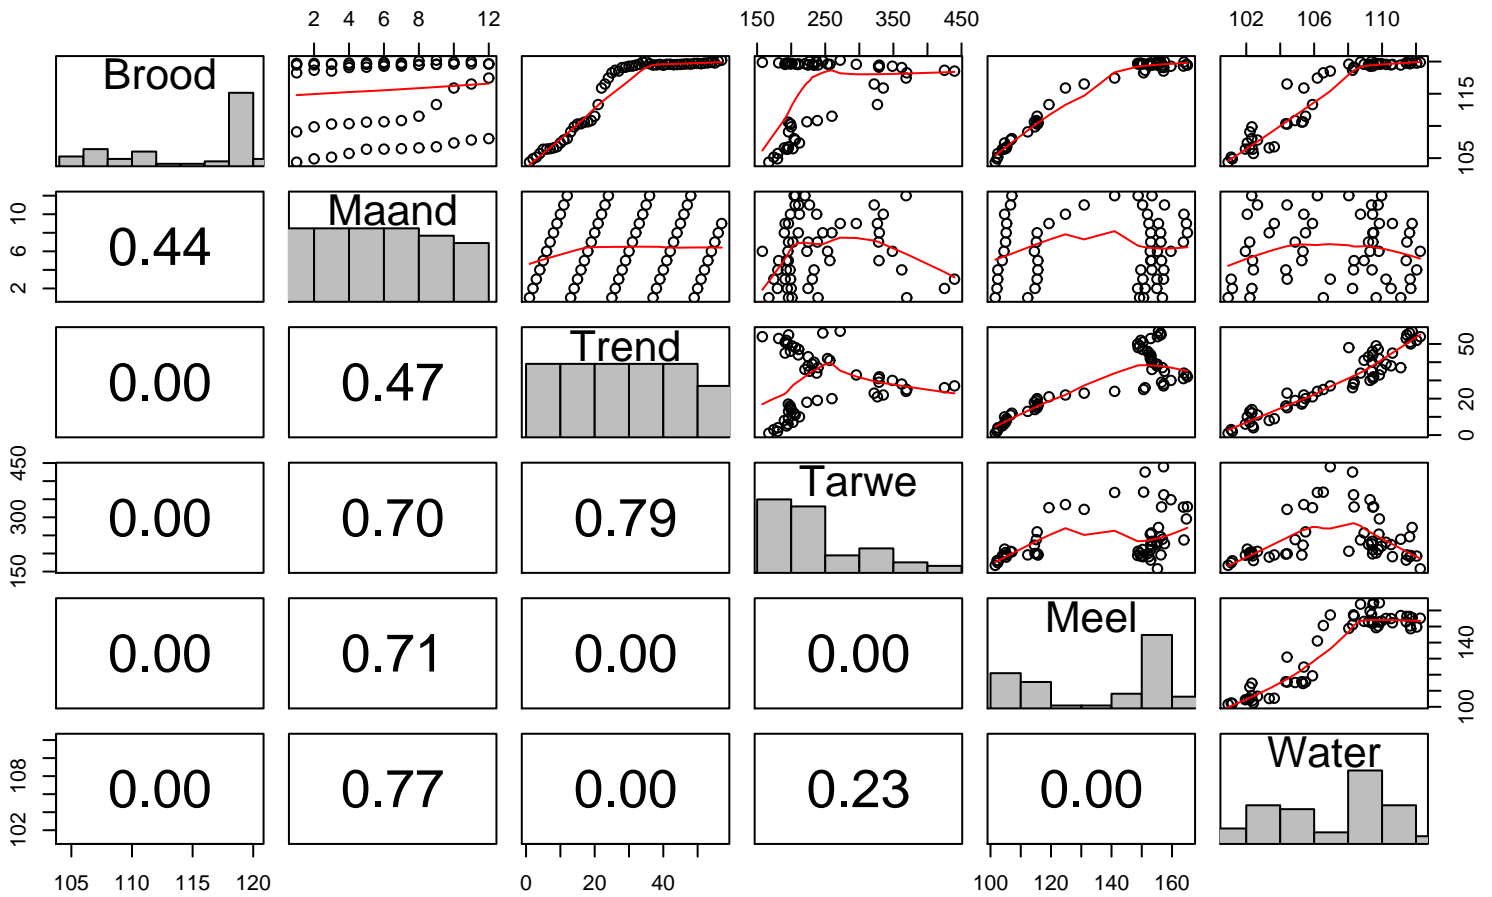 2 4 6 8 12 150 250 350 450 102 106 110
Brood 105 115
2 6 10 0.44 Maand
0.00 0.47 Trend 0 20 50
150 300 450 0.00 0.70 0.79 Tarwe
0.00 0.71 0.00 0.00 Meel 100 140
102 108 0.00 0.77 0.00 0.23 0.00 Water
105 110 115 120 0 20 40 100 120 140 160